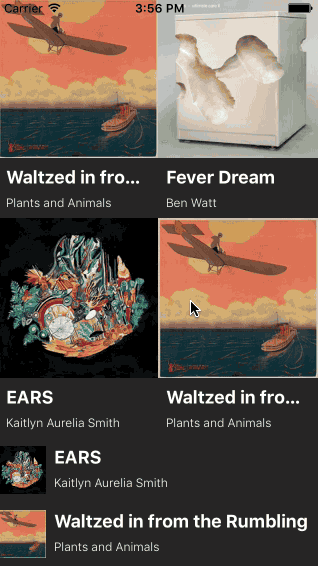 Carrier 3:56 PM
Waltzed in fro...
Fever Dream
Plants and Animals
Ben Watt
EARS
Waltzed in fro...
Kaitlyn Aurelia Smith
Plants and Animals
EARS
Kaitlyn Aurelia Smith
Waltzed in from the Rumbling
Plants and Animals